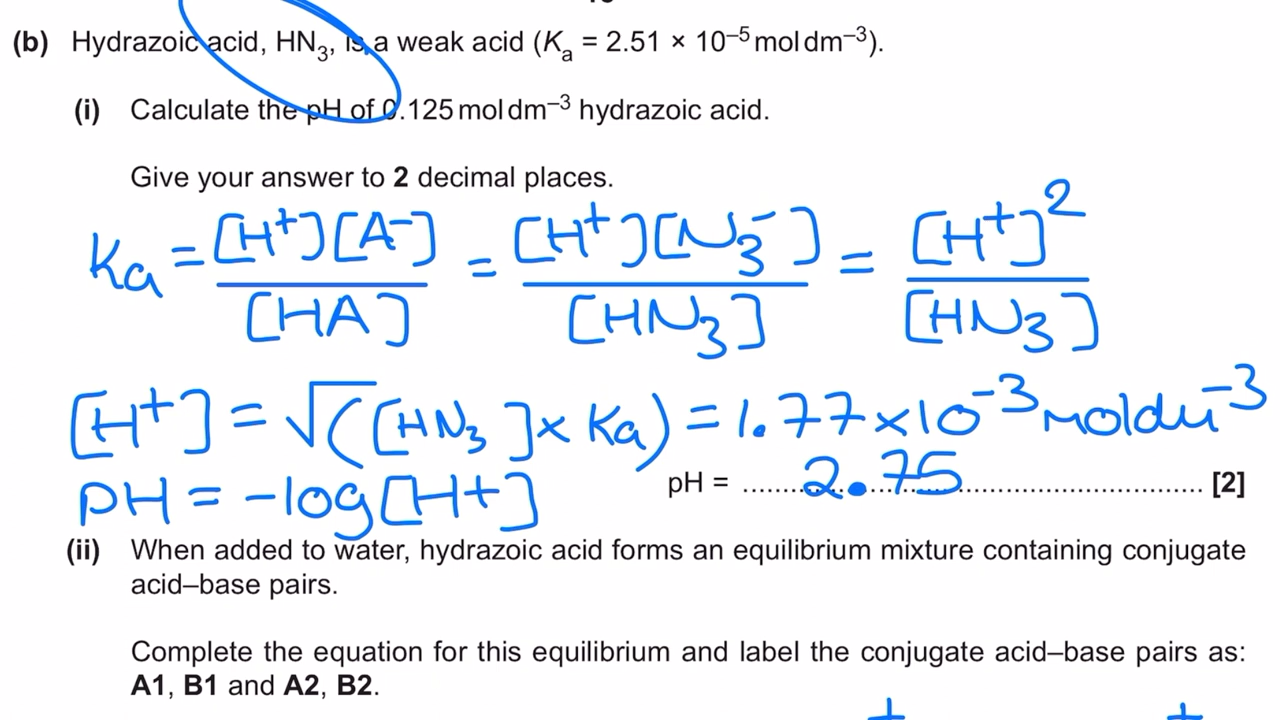 (b) Hydrazoic acid, HN₃, is a weak acid (Kₐ = 2.51 × 10⁻⁵ mol dm⁻³).
(i) Calculate the pH of 0.125 mol dm⁻³ hydrazoic acid.
Give your answer to 2 decimal places.
Ka = [H⁺][A⁻] / [HA] = [H⁺][N₃⁻] / [HN₃] = [H⁺]² / [HN₃]
[H⁺] = √([HN₃] × Ka) = 1.77 × 10⁻³ moldm⁻³
pH = -log[H+]
pH = ........2.75........ [2]
(ii) When added to water, hydrazoic acid forms an equilibrium mixture containing conjugate
acid–base pairs.
Complete the equation for this equilibrium and label the conjugate acid–base pairs as:
A1, B1 and A2, B2.